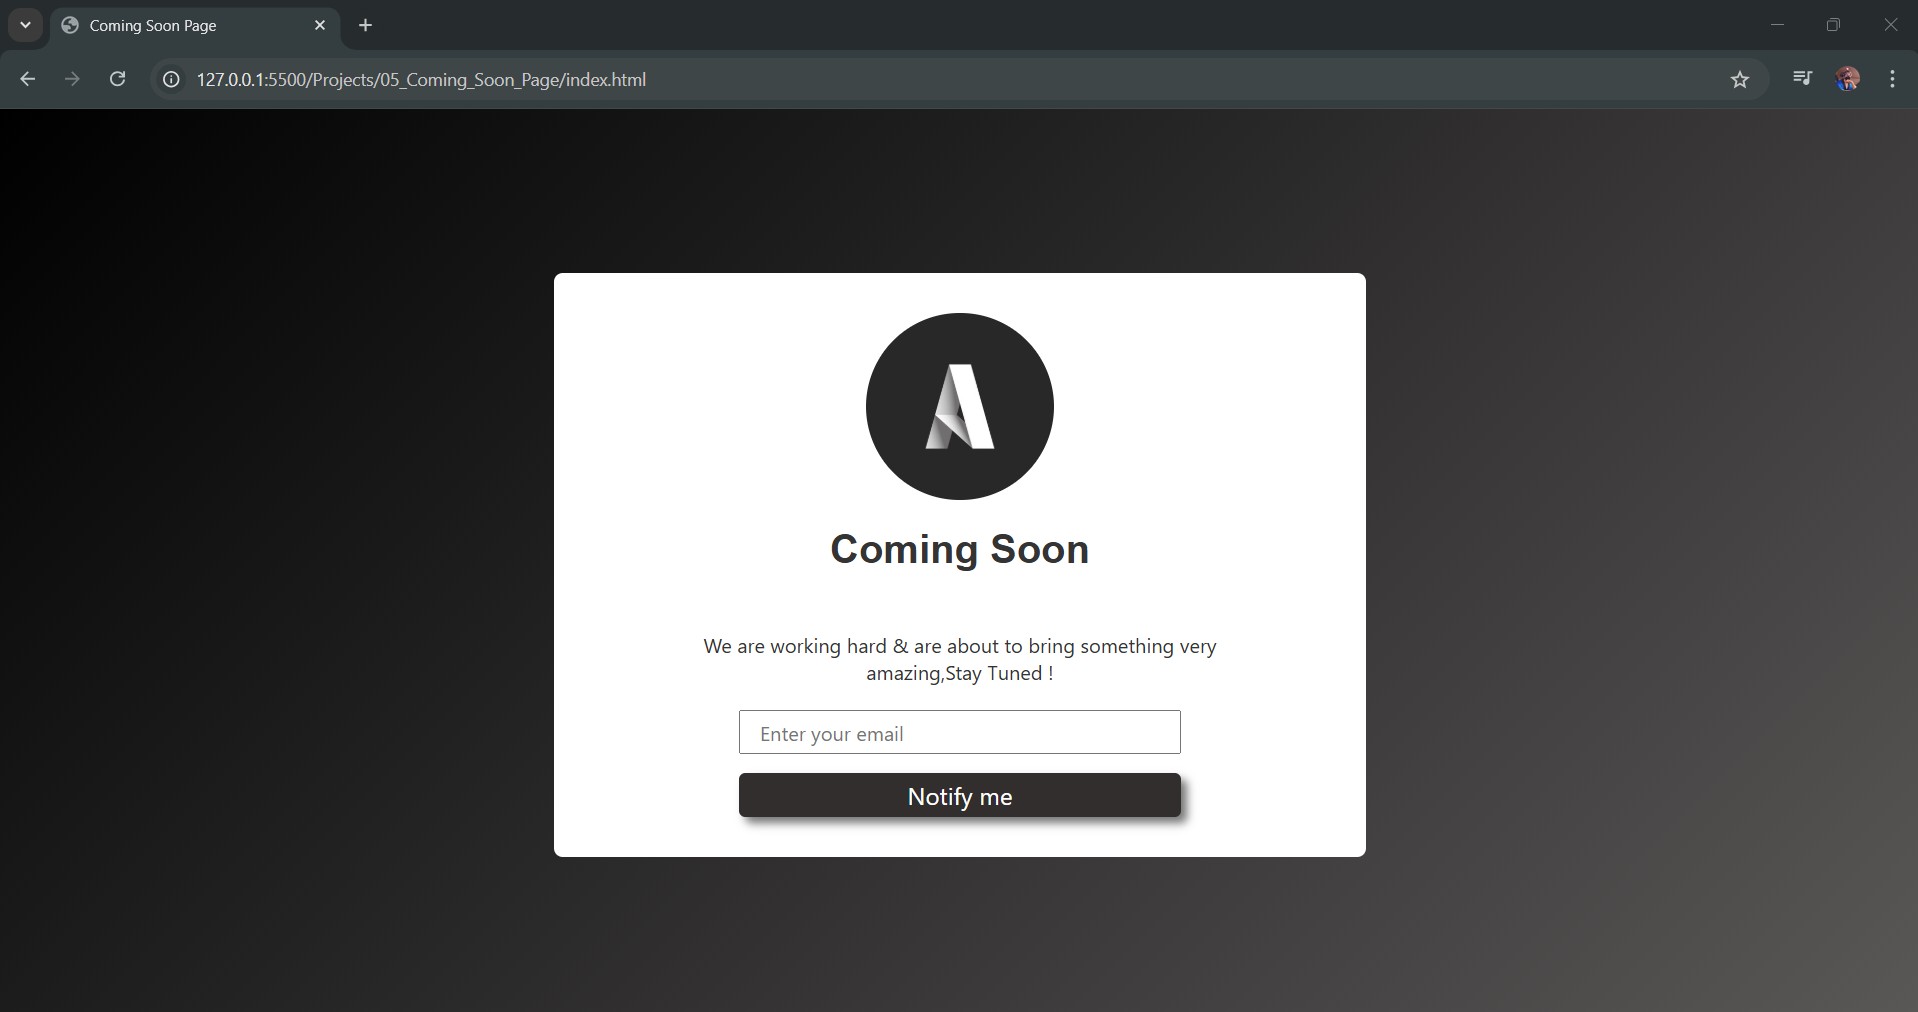 Coming Soon Page
127.0.0.1:5500/Projects/05_Coming_Soon_Page/index.html
A
Coming Soon
We are working hard & are about to bring something very
amazing,Stay Tuned !
Enter your email
Notify me